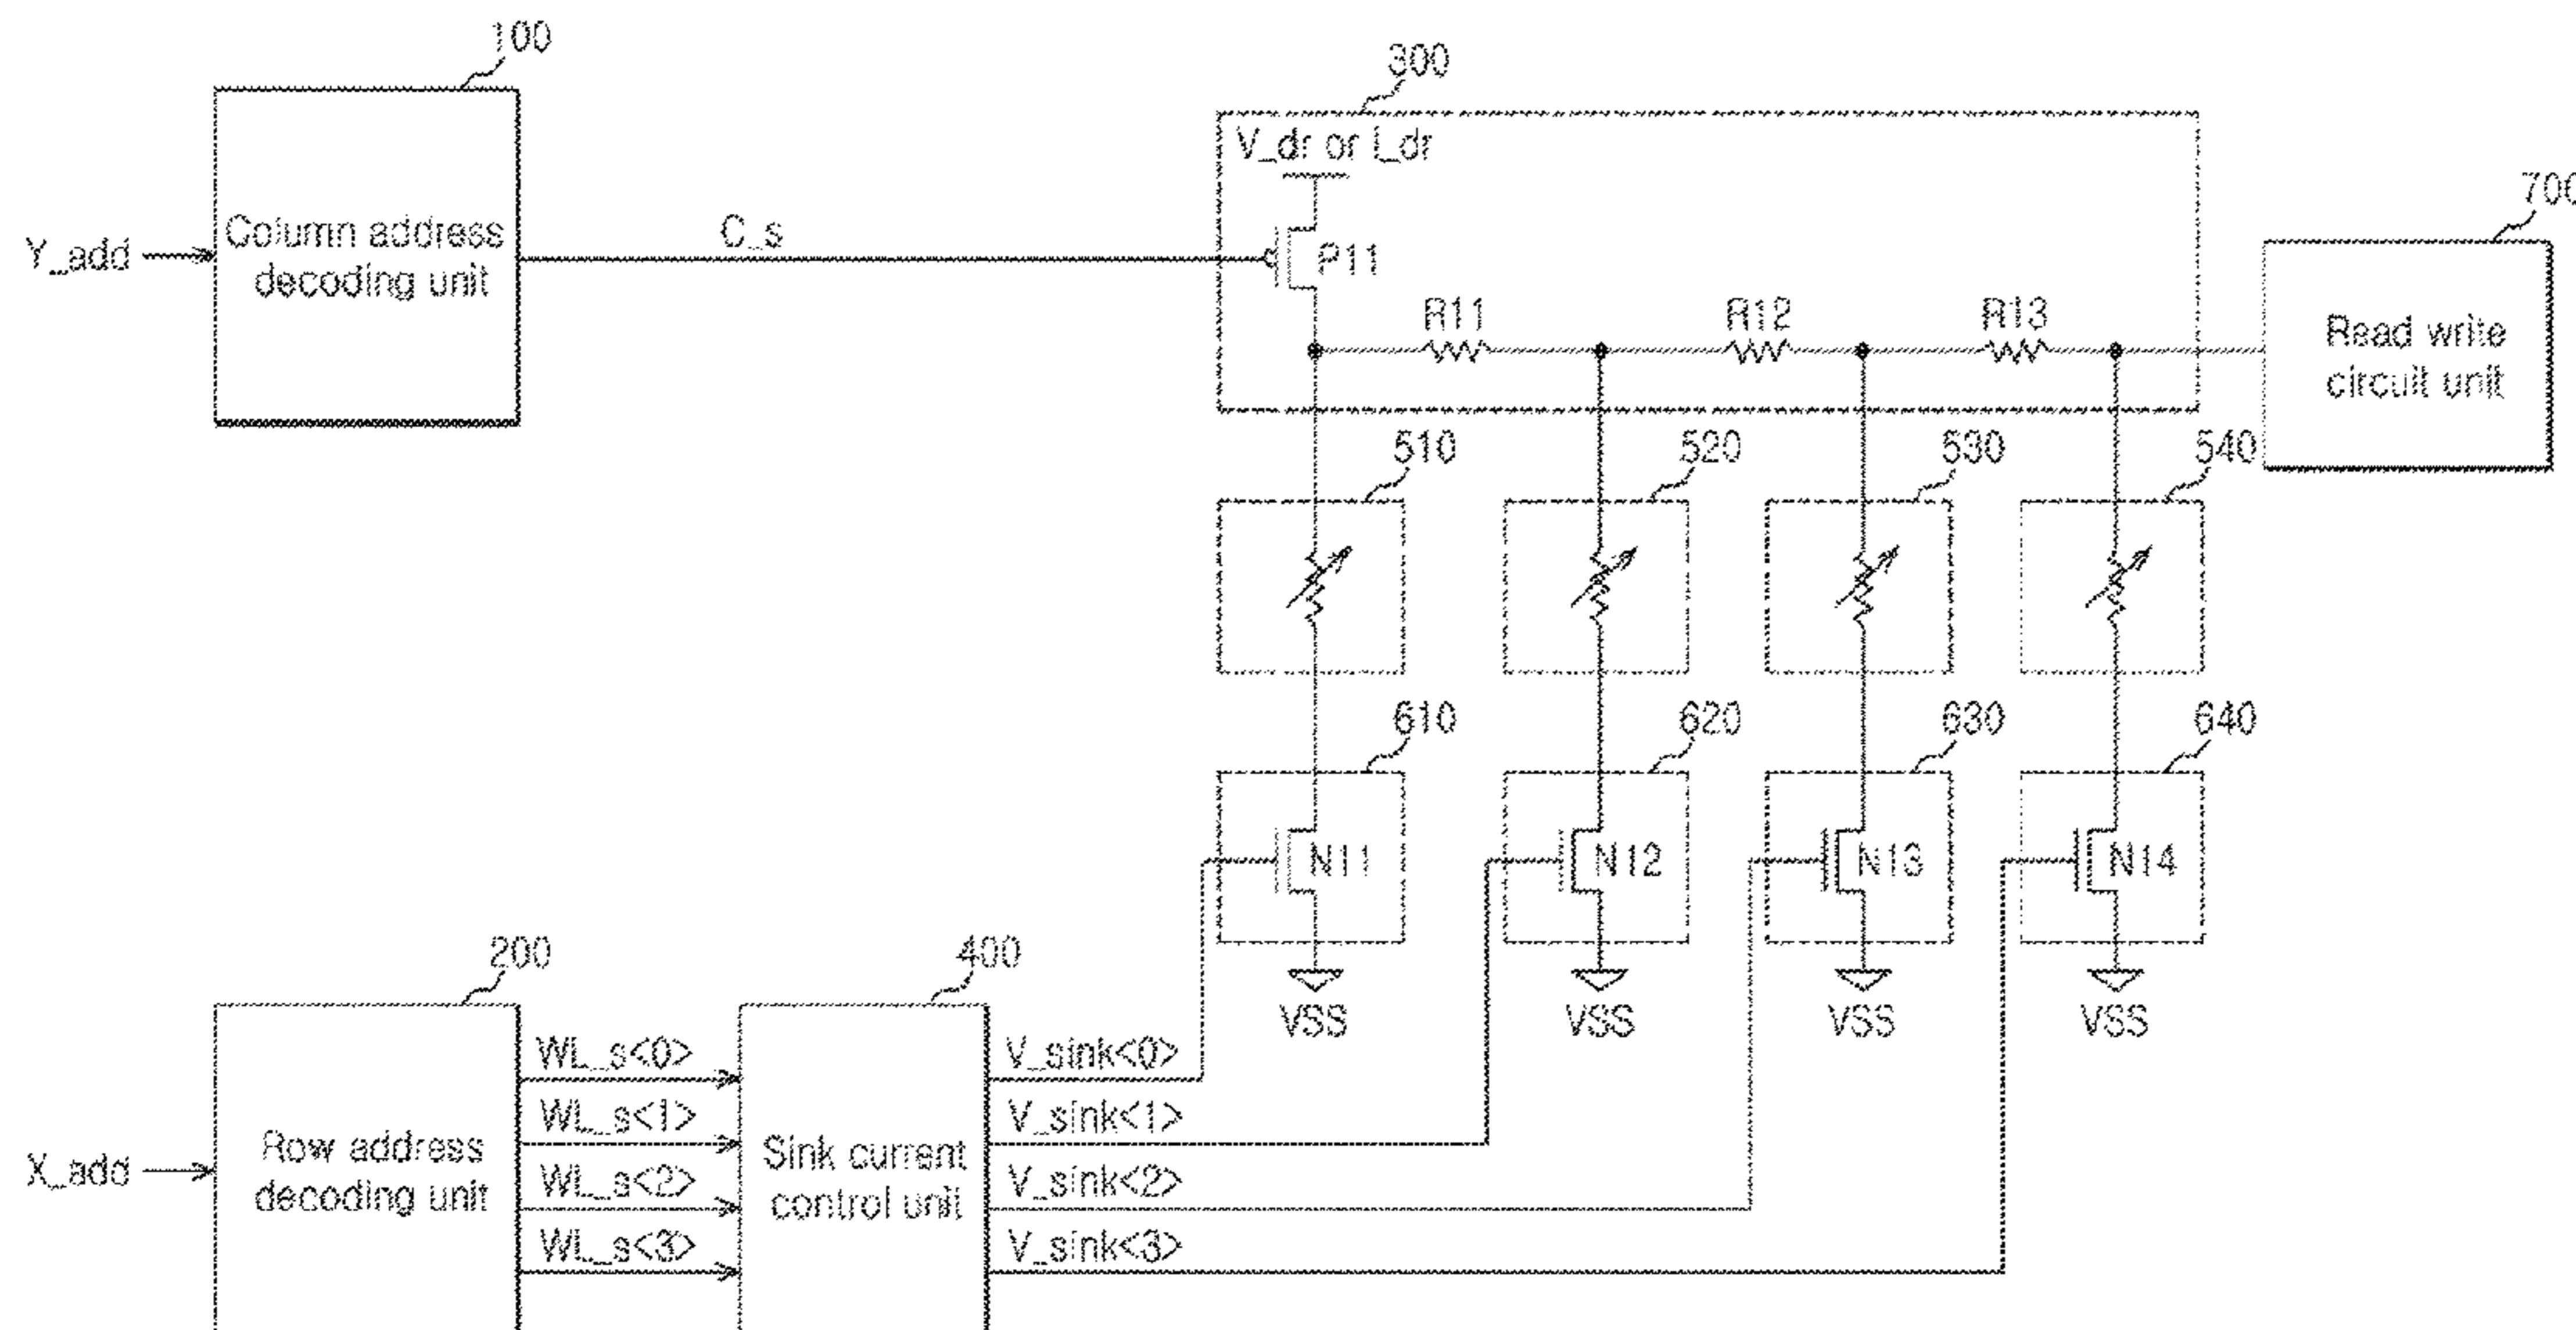 100
300
V_dr or I_dr
700
Y_add
Column address
decoding unit
C_s
P11
R11
R12
R13
Read write
circuit unit
510
520
530
540
610
620
630
640
N11
N12
N13
N14
VSS
VSS
VSS
VSS
200
400
X_add
Row address
decoding unit
WL_s<0>
WL_s<1>
WL_s<2>
WL_s<3>
Sink current
control unit
V_sink<0>
V_sink<1>
V_sink<2>
V_sink<3>